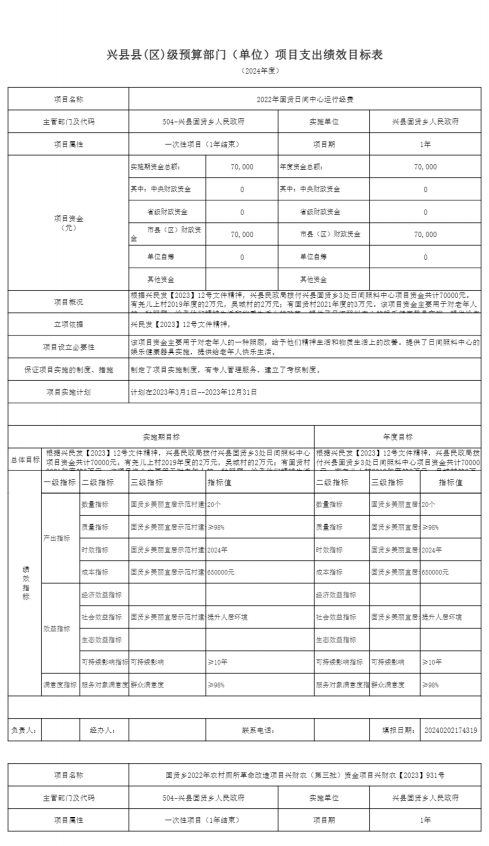 兴县县(区)级预算部门（单位）项目支出绩效目标表
（2024年度）
项目名称 2022年固贤日间中心运行经费
主管部门及代码 504-兴县固贤乡人民政府 实施单位 兴县固贤乡人民政府
项目属性 一次性项目（1年结束） 项目期 1年
项目资金（元） 实施期资金总额： 70,000 年度资金总额： 70,000
其中：中央财政资金 0 其中：中央财政资金 0
省级财政资金 0 省级财政资金 0
市县（区）财政资金 70,000 市县（区）财政资金 70,000
单位自筹 0 单位自筹 0
其他资金 其他资金
项目概况 根据兴民发【2023】12号文件精神，兴县民政局拨付兴县固贤乡3处日间照料中心项目资金共计70000元。
有尧儿上村2019年度的2万元，吴城村的2万元；有固贤村2021年度的3万元。该项目资金主要用于对老年人
立项依据 兴民发【2023】12号文件精神，
项目设立必要性 该项目资金主要用于对老年人的一种照顾，给予他们精神生活和物质生活上的改善。提供了日间照料中心的
娱乐健康器具实施，提供给老年人快乐生活。
保证项目实施的制度、措施 制定了项目实施制度，有专人管理服务，建立了考核制度。
项目实施计划 计划在2023年3月1日--2023年12月31日
实施期目标 年度目标
总体目标 根据兴民发【2023】12号文件精神，兴县民政局拨付兴县固贤乡3处日间照料中心 根据兴民发【2023】12号文件精神，兴县民政局拨
项目资金共计70000元。有尧儿上村2019年度的2万元，吴城村的2万元；有固贤村 付兴县固贤乡3处日间照料中心项目资金共计70000
绩效指标 一级指标 二级指标 三级指标 指标值 二级指标 三级指标 指标值
产出指标 数量指标 固贤乡美丽宜居示范村建 20个 数量指标 固贤乡美丽宜居 20个
质量指标 固贤乡美丽宜居示范村建 ≥98% 质量指标 固贤乡美丽宜居 ≥98%
时效指标 固贤乡美丽宜居示范村建 2024年 时效指标 固贤乡美丽宜居 2024年
成本指标 固贤乡美丽宜居示范村建 650000元 成本指标 固贤乡美丽宜居 650000元
效益指标 经济效益指标 经济效益指标
社会效益指标 固贤乡美丽宜居示范村建 提升人居环境 社会效益指标 固贤乡美丽宜居 提升人居环境
生态效益指标 生态效益指标
可持续影响指标 可持续影响 ≥10年 可持续影响指标 可持续影响 ≥10年
满意度指标 服务对象满意度 群众满意度 ≥98% 服务对象满意度指 群众满意度 ≥98%
负责人： 经办人： 联系电话： 填报日期： 20240202174319
项目名称 固贤乡2022年农村厕所革命改造项目兴财农（第三批）资金项目兴财农【2023】931号
主管部门及代码 504-兴县固贤乡人民政府 实施单位 兴县固贤乡人民政府
项目属性 一次性项目（1年结束） 项目期 1年